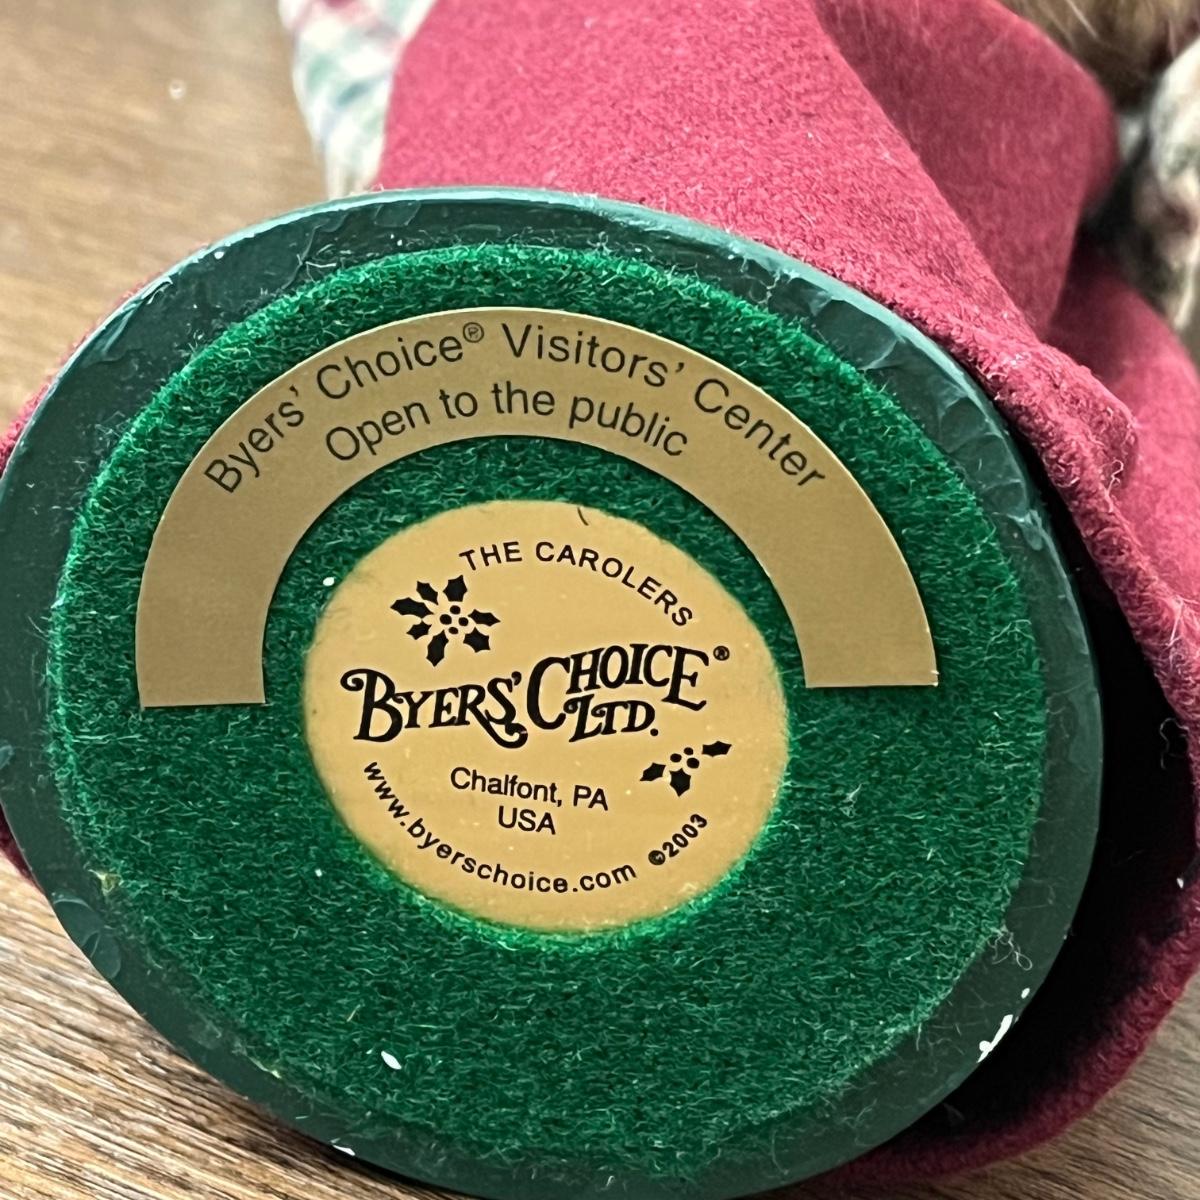 Byers' Choice® Visitors' Center
Open to the public
THE CAROLERS
BYERS' CHOICE®
LTD.
Chalfont, PA
USA
www.byerschoice.com ©2003